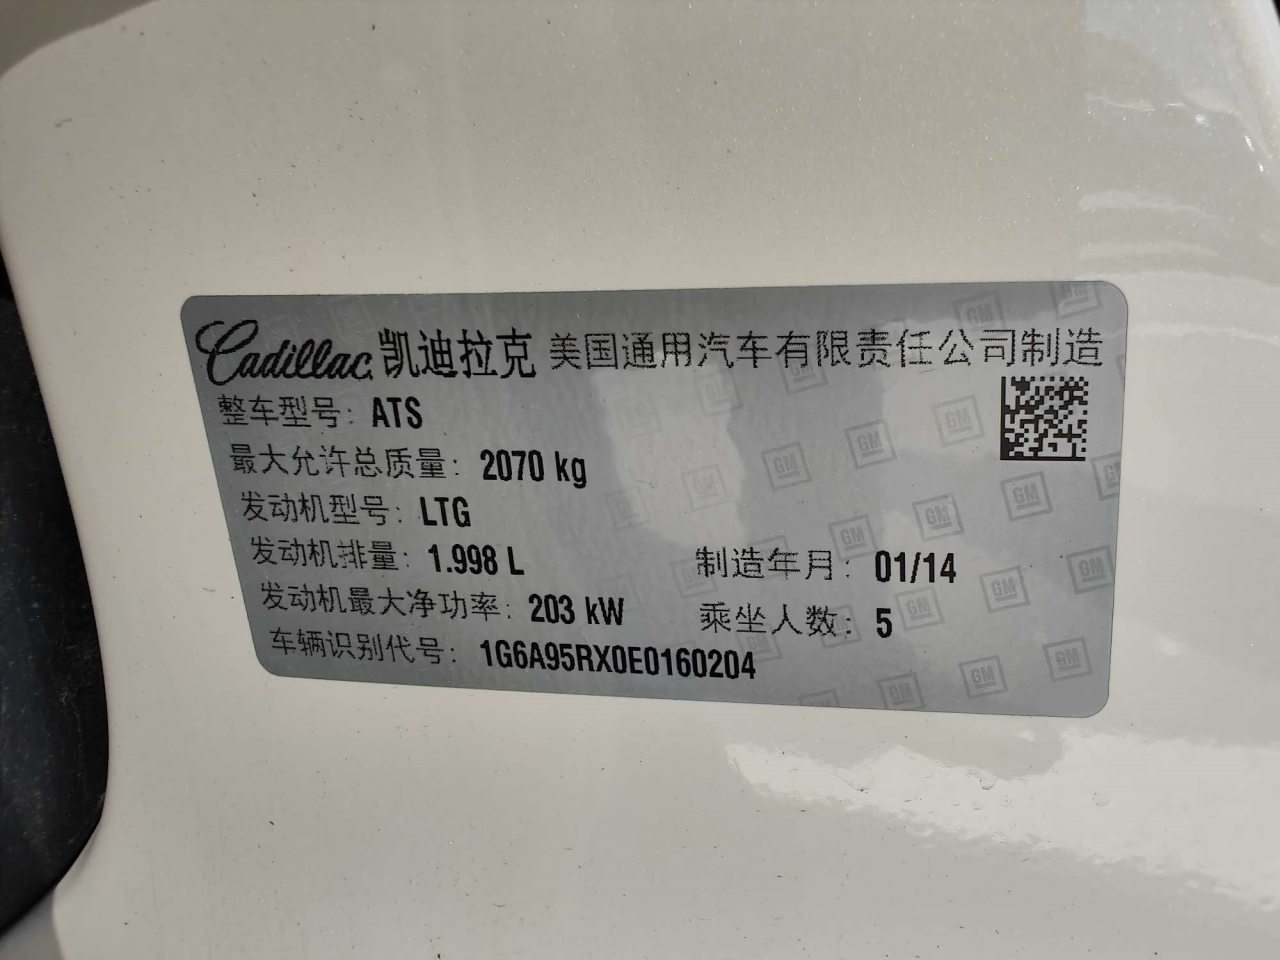 Cadillac 凯迪拉克 美国通用汽车有限责任公司制造
整车型号: ATS
最大允许总质量: 2070 kg
发动机型号: LTG
发动机排量: 1.998 L 制造年月: 01/14
发动机最大净功率: 203 kW 乘坐人数: 5
车辆识别代号: 1G6A95RX0E0160204
GM